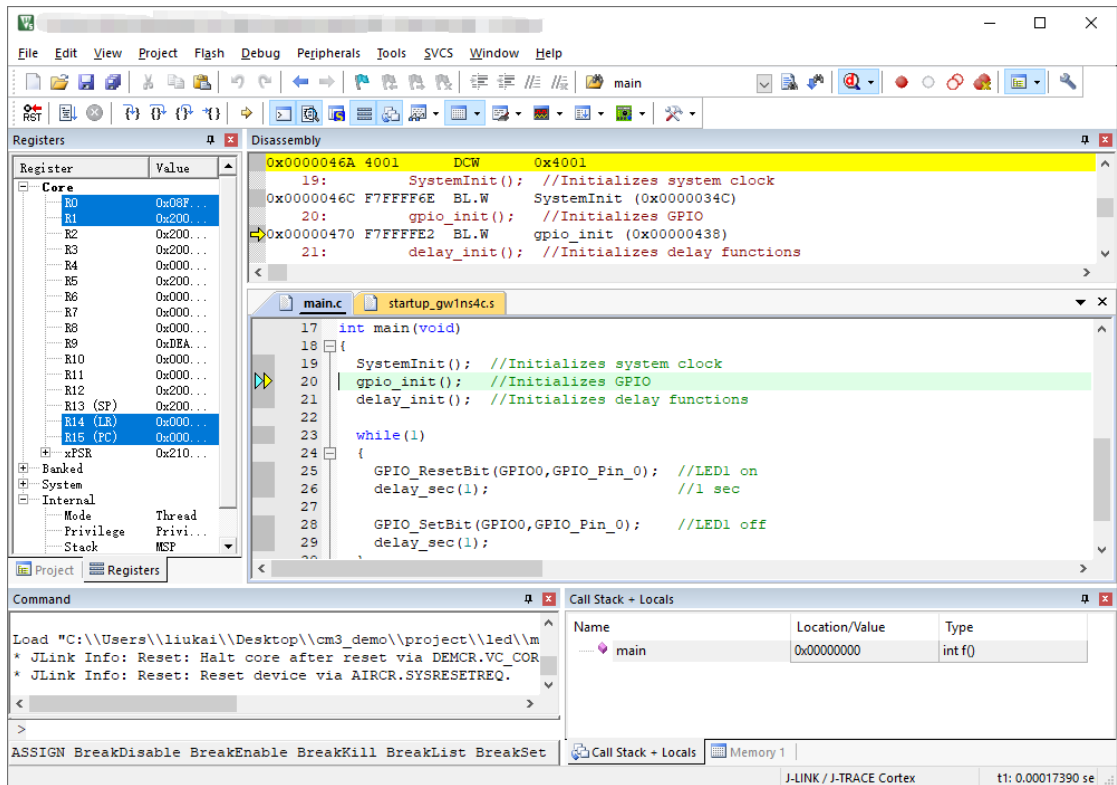 File Edit View Project Flash Debug Peripherals Tools SVCS Window Help
main
RST
Registers
Register Value
Core
R0 0x08F...
R1 0x200...
R2 0x200...
R3 0x200...
R4 0x000...
R5 0x200...
R6 0x000...
R7 0x000...
R8 0x000...
R9 0xDEA...
R10 0x000...
R11 0x000...
R12 0x200...
R13 (SP) 0x200...
R14 (LR) 0x000...
R15 (PC) 0x000...
xPSR 0x210...
Banked
System
Internal
Mode Thread
Privilege Privi...
Stack MSP
Project Registers
Disassembly
0x0000046A 4001 DCW 0x4001
19: SystemInit(); //Initializes system clock
0x0000046C F7FFFF6E BL.W SystemInit (0x0000034C)
20: gpio_init(); //Initializes GPIO
0x00000470 F7FFFFE2 BL.W gpio_init (0x00000438)
21: delay_init(); //Initializes delay functions
main.c startup_gw1ns4c.s
17 int main(void)
18 {
19 SystemInit(); //Initializes system clock
20 gpio_init(); //Initializes GPIO
21 delay_init(); //Initializes delay functions
22
23 while(1)
24 {
25 GPIO_ResetBit(GPIO0,GPIO_Pin_0); //LED1 on
26 delay_sec(1); //1 sec
27
28 GPIO_SetBit(GPIO0,GPIO_Pin_0); //LED1 off
29 delay_sec(1);
Command
Load "C:\\Users\\liukai\\Desktop\\cm3_demo\\project\\led\\m
* JLink Info: Reset: Halt core after reset via DEMCR.VC_COR
* JLink Info: Reset: Reset device via AIRCR.SYSRESETREQ.
>
ASSIGN BreakDisable BreakEnable BreakKill BreakList BreakSet
Call Stack + Locals
Name Location/Value Type
main 0x00000000 int f()
Call Stack + Locals Memory 1
J-LINK / J-TRACE Cortex t1: 0.00017390 se